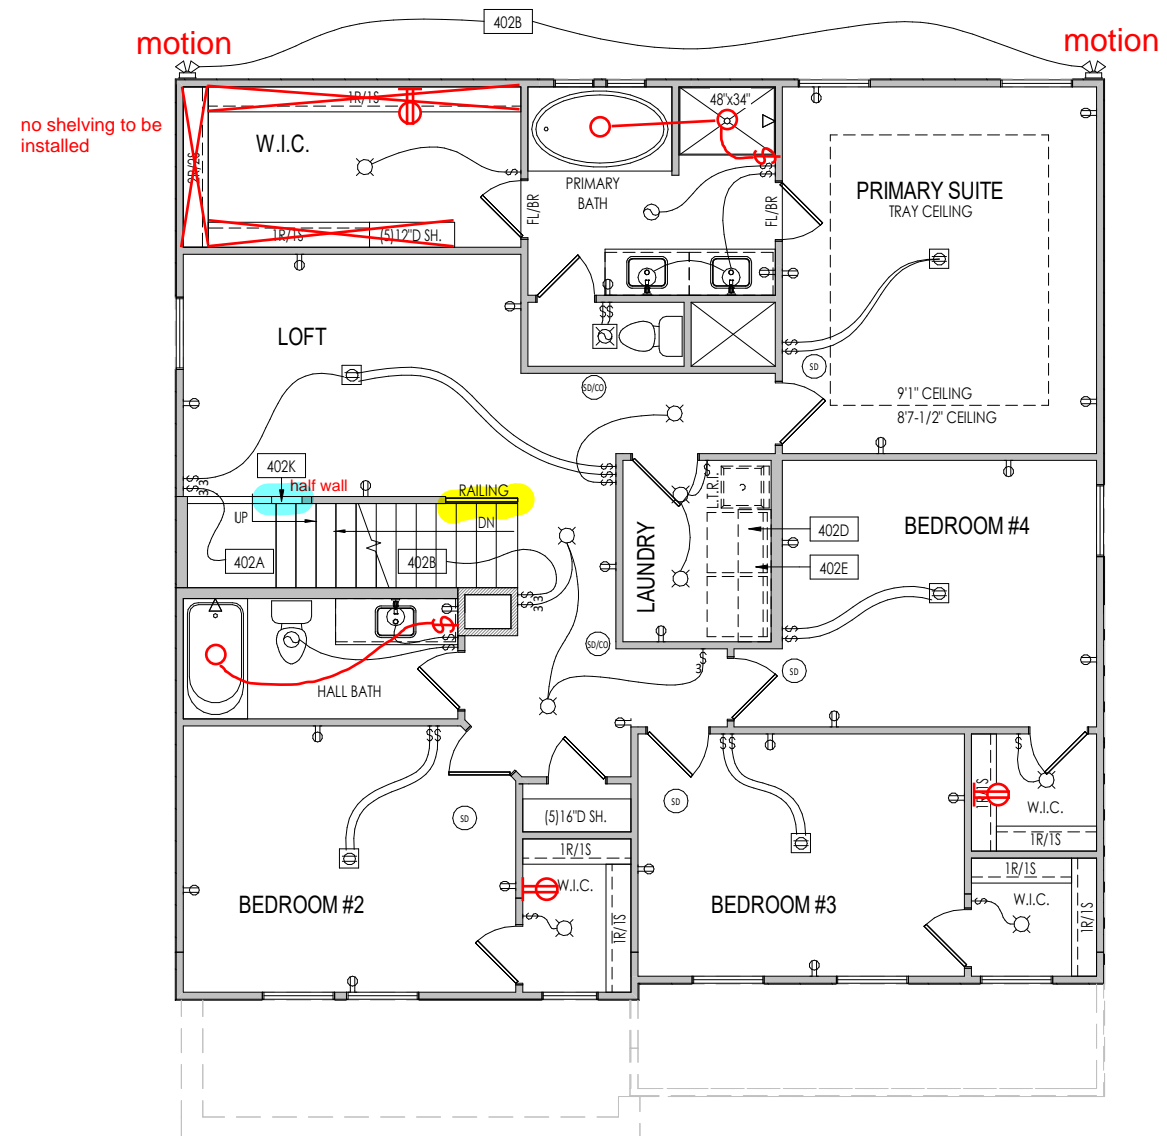 402B
motion
motion
1R/1S
48"x34"
no shelving to be
installed
W.I.C.
2R/2S
PRIMARY
BATH
FL/BR
FL/BR
PRIMARY SUITE
TRAY CEILING
1R/1S
(5)12"D SH.
LOFT
SD
SD/CO
9'1" CEILING
8'7-1/2" CEILING
402K
half wall
RAILING
UP
DN
L.TR.
402A
402B
LAUNDRY
402D
402E
BEDROOM #4
SD/CO
SD
HALL BATH
SD
SD
(5)16"D SH.
1R/1S
W.I.C.
1R/1S
1R/1S
W.I.C.
1R/1S
BEDROOM #2
BEDROOM #3
1R/1S
W.I.C.
1R/1S